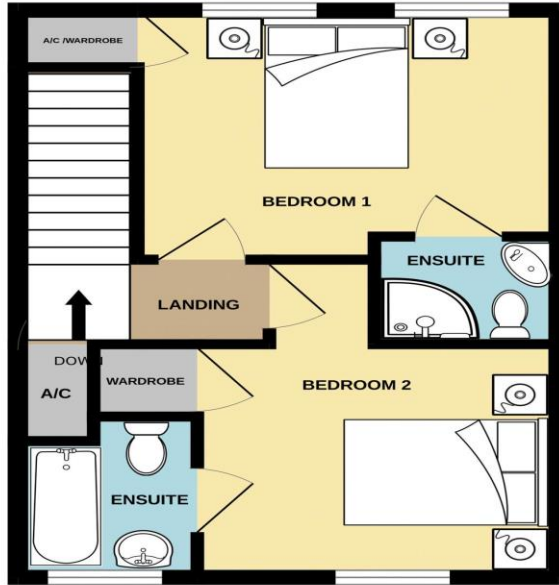 A/C /WARDROBE
BEDROOM 1
ENSUITE
LANDING
DOWN
A/C
WARDROBE
BEDROOM 2
ENSUITE